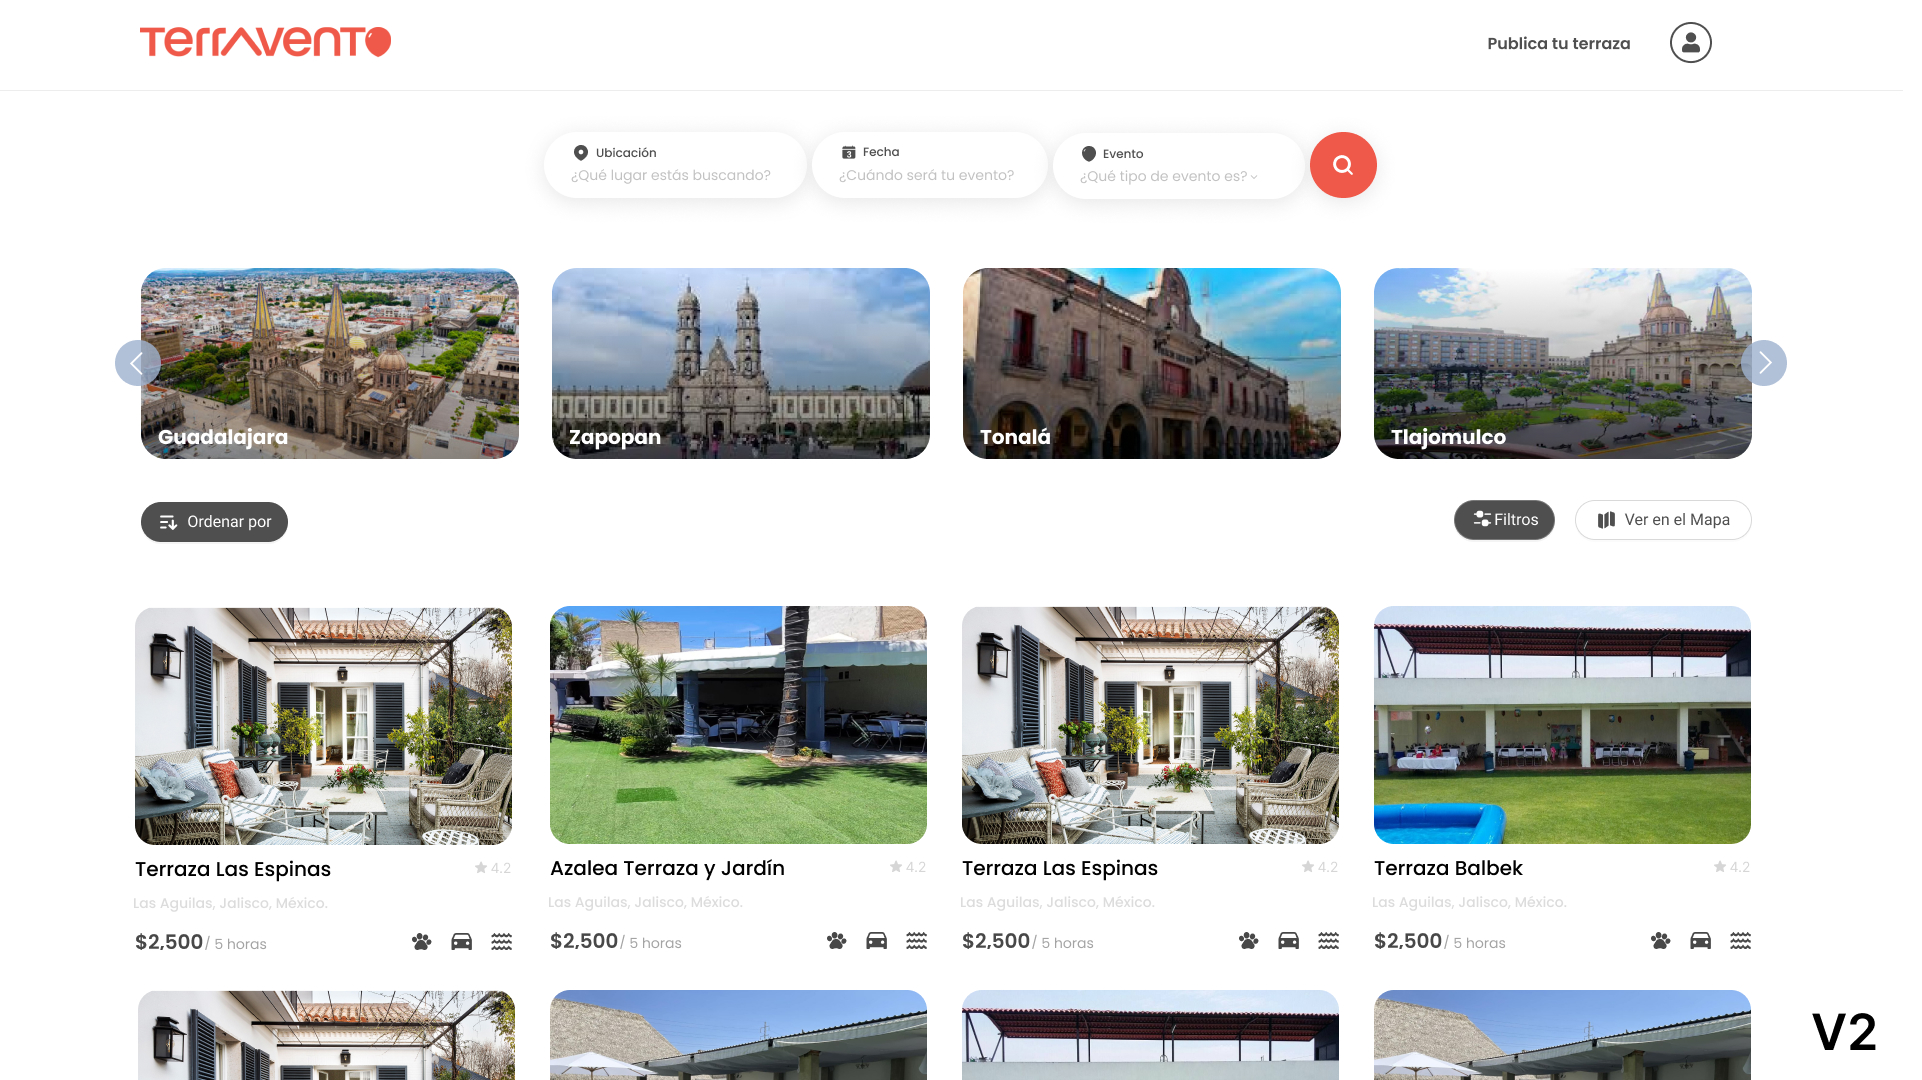 Terravento
Publica tu terraza
Ubicación
¿Qué lugar estás buscando?
Fecha
¿Cuándo será tu evento?
Evento
¿Qué tipo de evento es?
Guadalajara
Zapopan
Tonalá
Tlajomulco
Ordenar por
Filtros
Ver en el Mapa
Terraza Las Espinas
4.2
Las Aguilas, Jalisco, México.
$2,500 / 5 horas
Azalea Terraza y Jardín
4.2
Las Aguilas, Jalisco, México.
$2,500 / 5 horas
Terraza Las Espinas
4.2
Las Aguilas, Jalisco, México.
$2,500 / 5 horas
Terraza Balbek
4.2
Las Aguilas, Jalisco, México.
$2,500 / 5 horas
V2